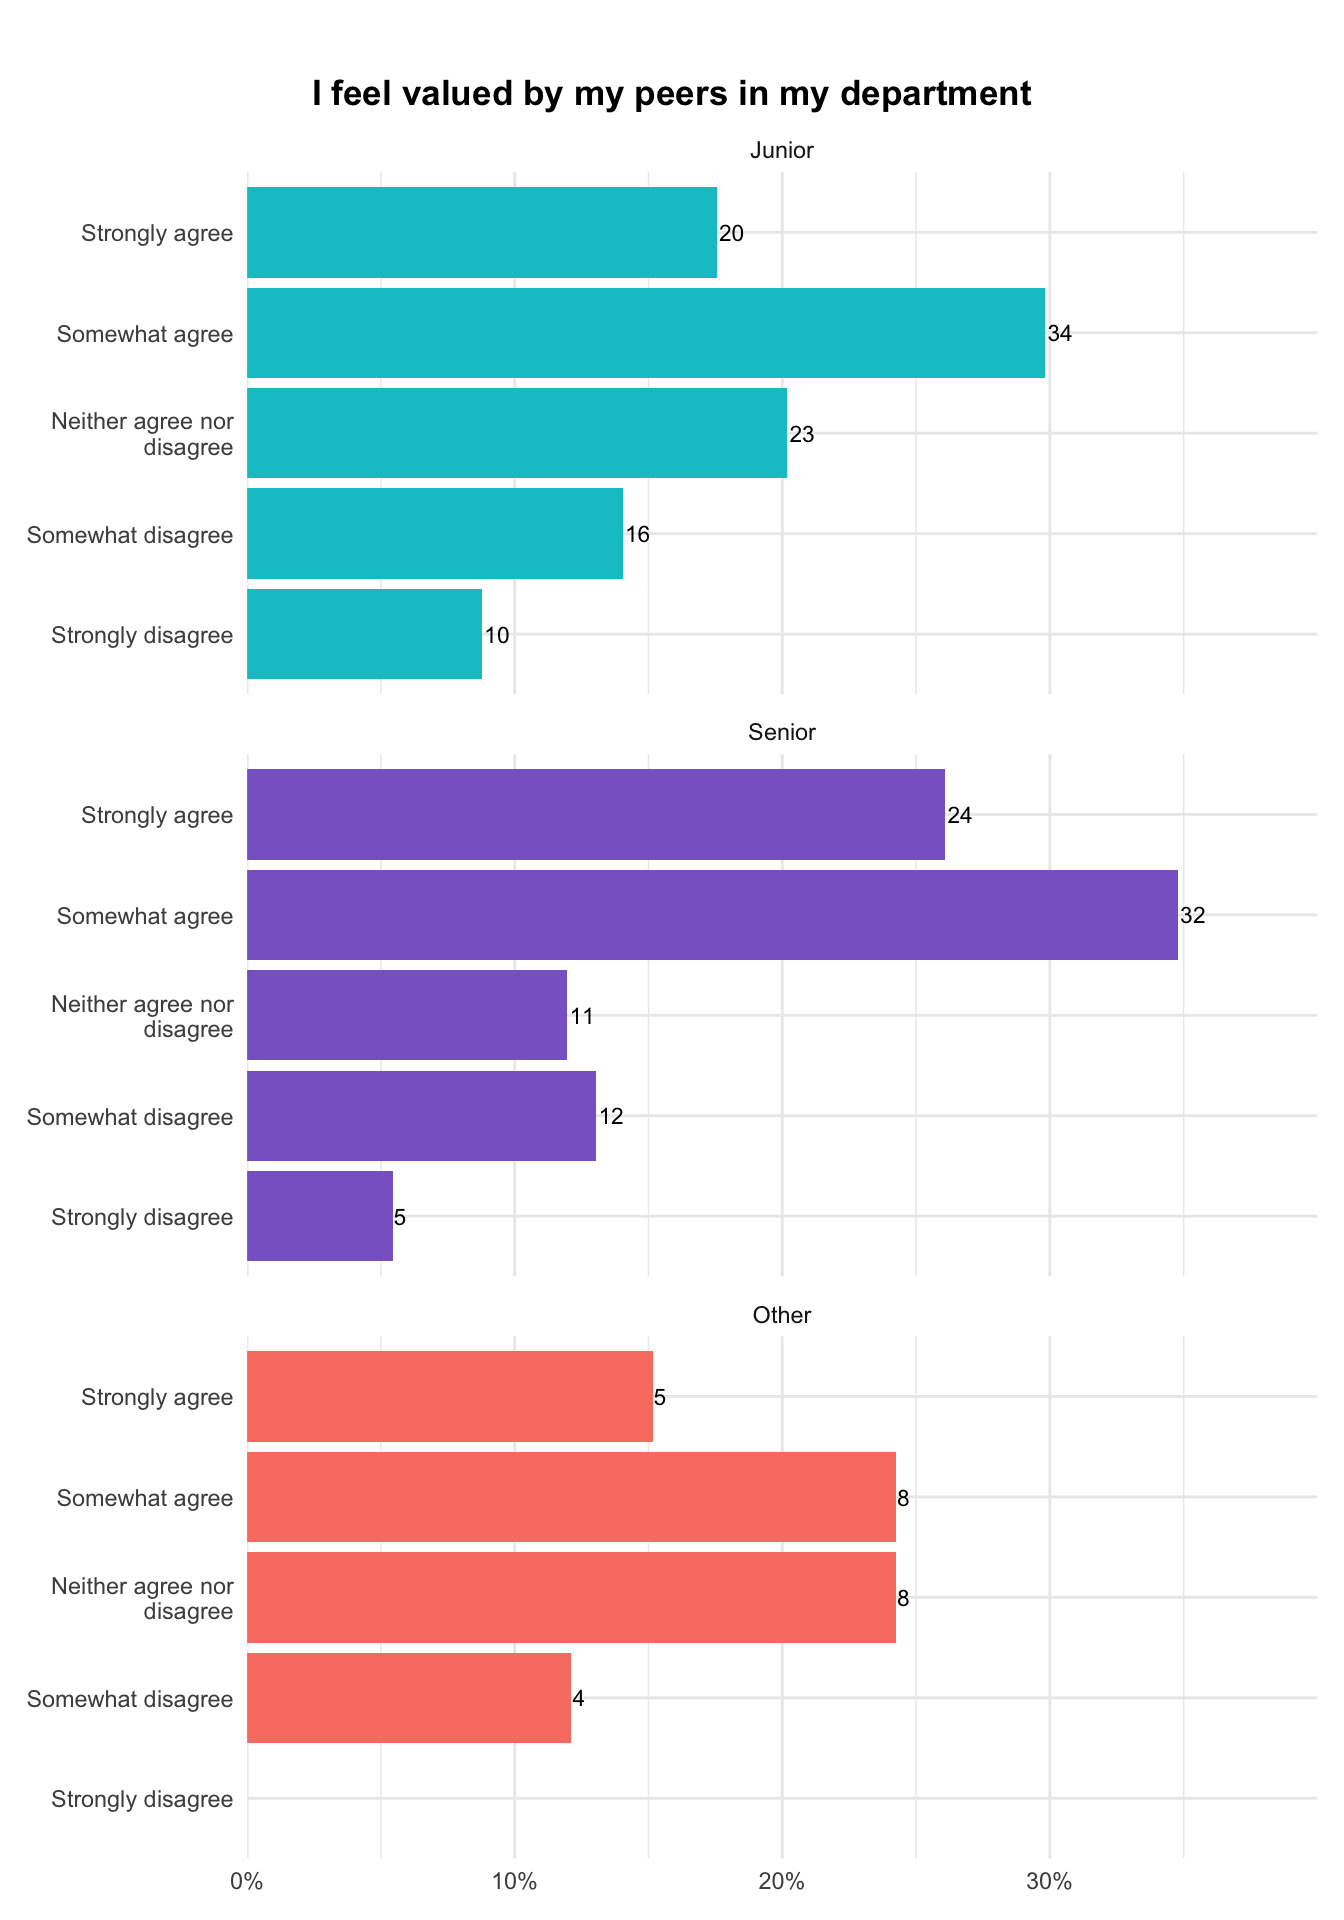 I feel valued by my peers in my department
Junior
Strongly agree
20
Somewhat agree
34
Neither agree nor
disagree
23
Somewhat disagree
16
Strongly disagree
10
Senior
Strongly agree
24
Somewhat agree
32
Neither agree nor
disagree
11
Somewhat disagree
12
Strongly disagree
5
Other
Strongly agree
5
Somewhat agree
8
Neither agree nor
disagree
8
Somewhat disagree
4
Strongly disagree
0% 10% 20% 30%